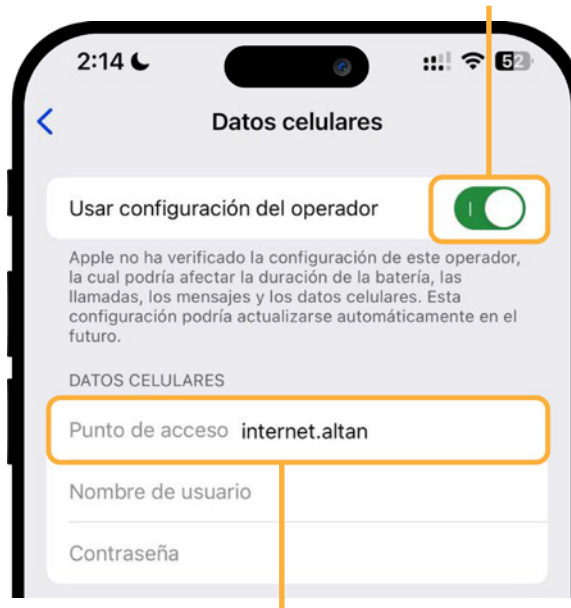 2:14
52
Datos celulares
Usar configuración del operador
Apple no ha verificado la configuración de este operador,
la cual podría afectar la duración de la batería, las
llamadas, los mensajes y los datos celulares. Esta
configuración podría actualizarse automáticamente en el
futuro.
DATOS CELULARES
Punto de acceso internet.altan
Nombre de usuario
Contraseña